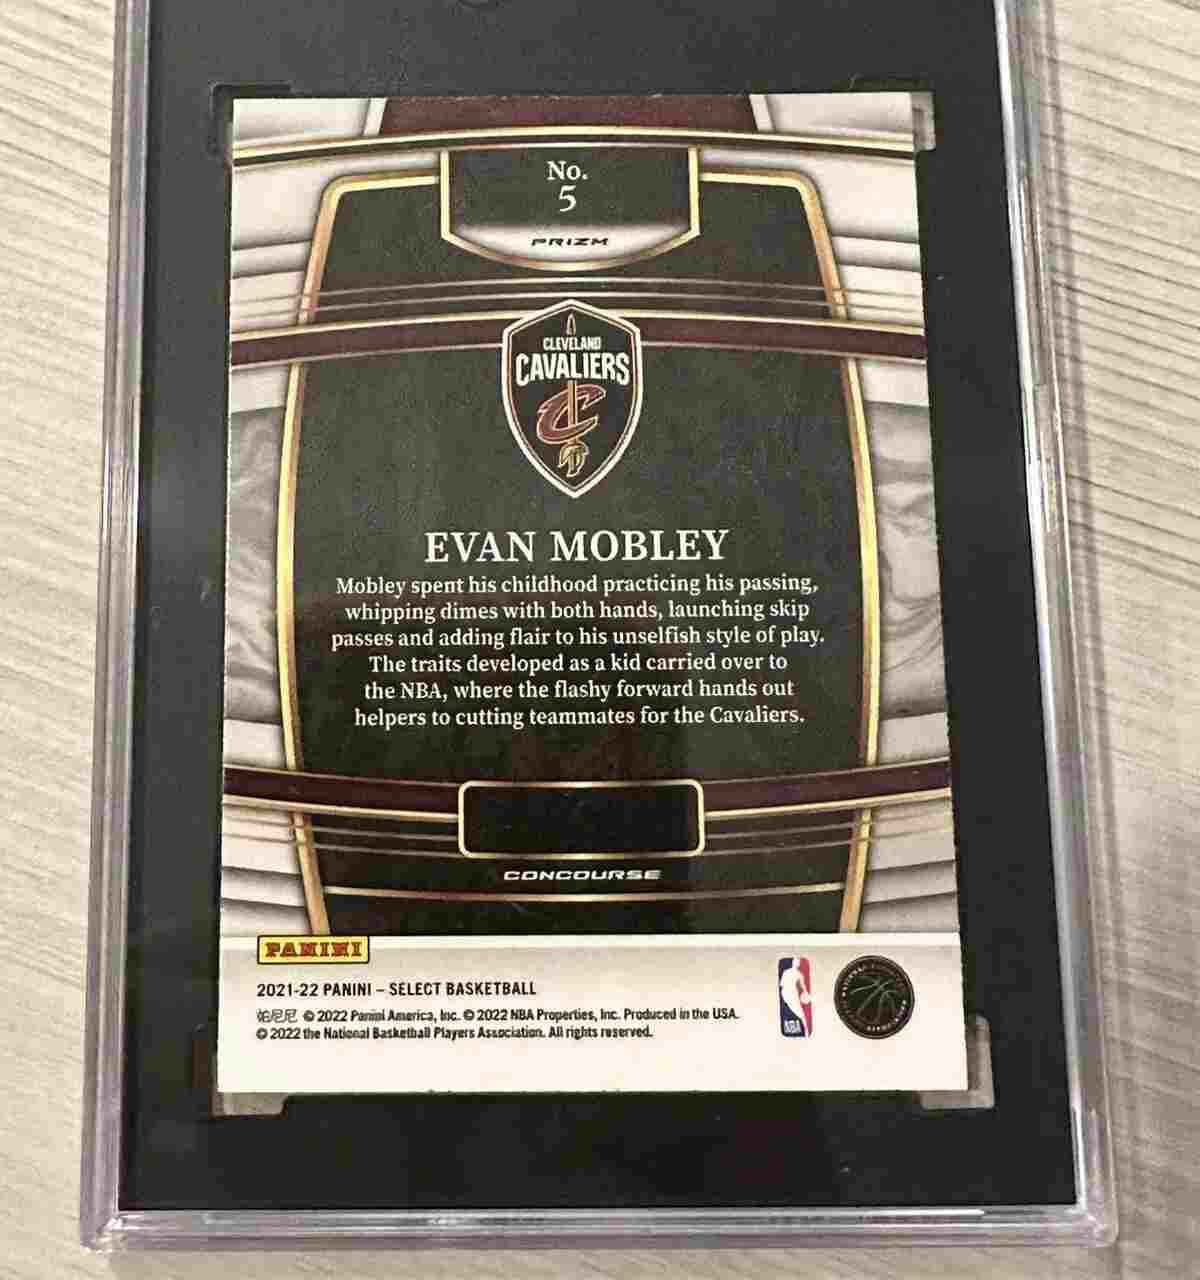 No.
5
PRIZM
CLEVELAND
CAVALIERS
C
EVAN MOBLEY
Mobley spent his childhood practicing his passing,
whipping dimes with both hands, launching skip
passes and adding flair to his unselfish style of play.
The traits developed as a kid carried over to
the NBA, where the flashy forward hands out
helpers to cutting teammates for the Cavaliers.
CONCOURSE
PANINI
2021-22 PANINI – SELECT BASKETBALL
帕尼尼 © 2022 Panini America, Inc. © 2022 NBA Properties, Inc. Produced in the USA.
© 2022 the National Basketball Players Association. All rights reserved.
NBA